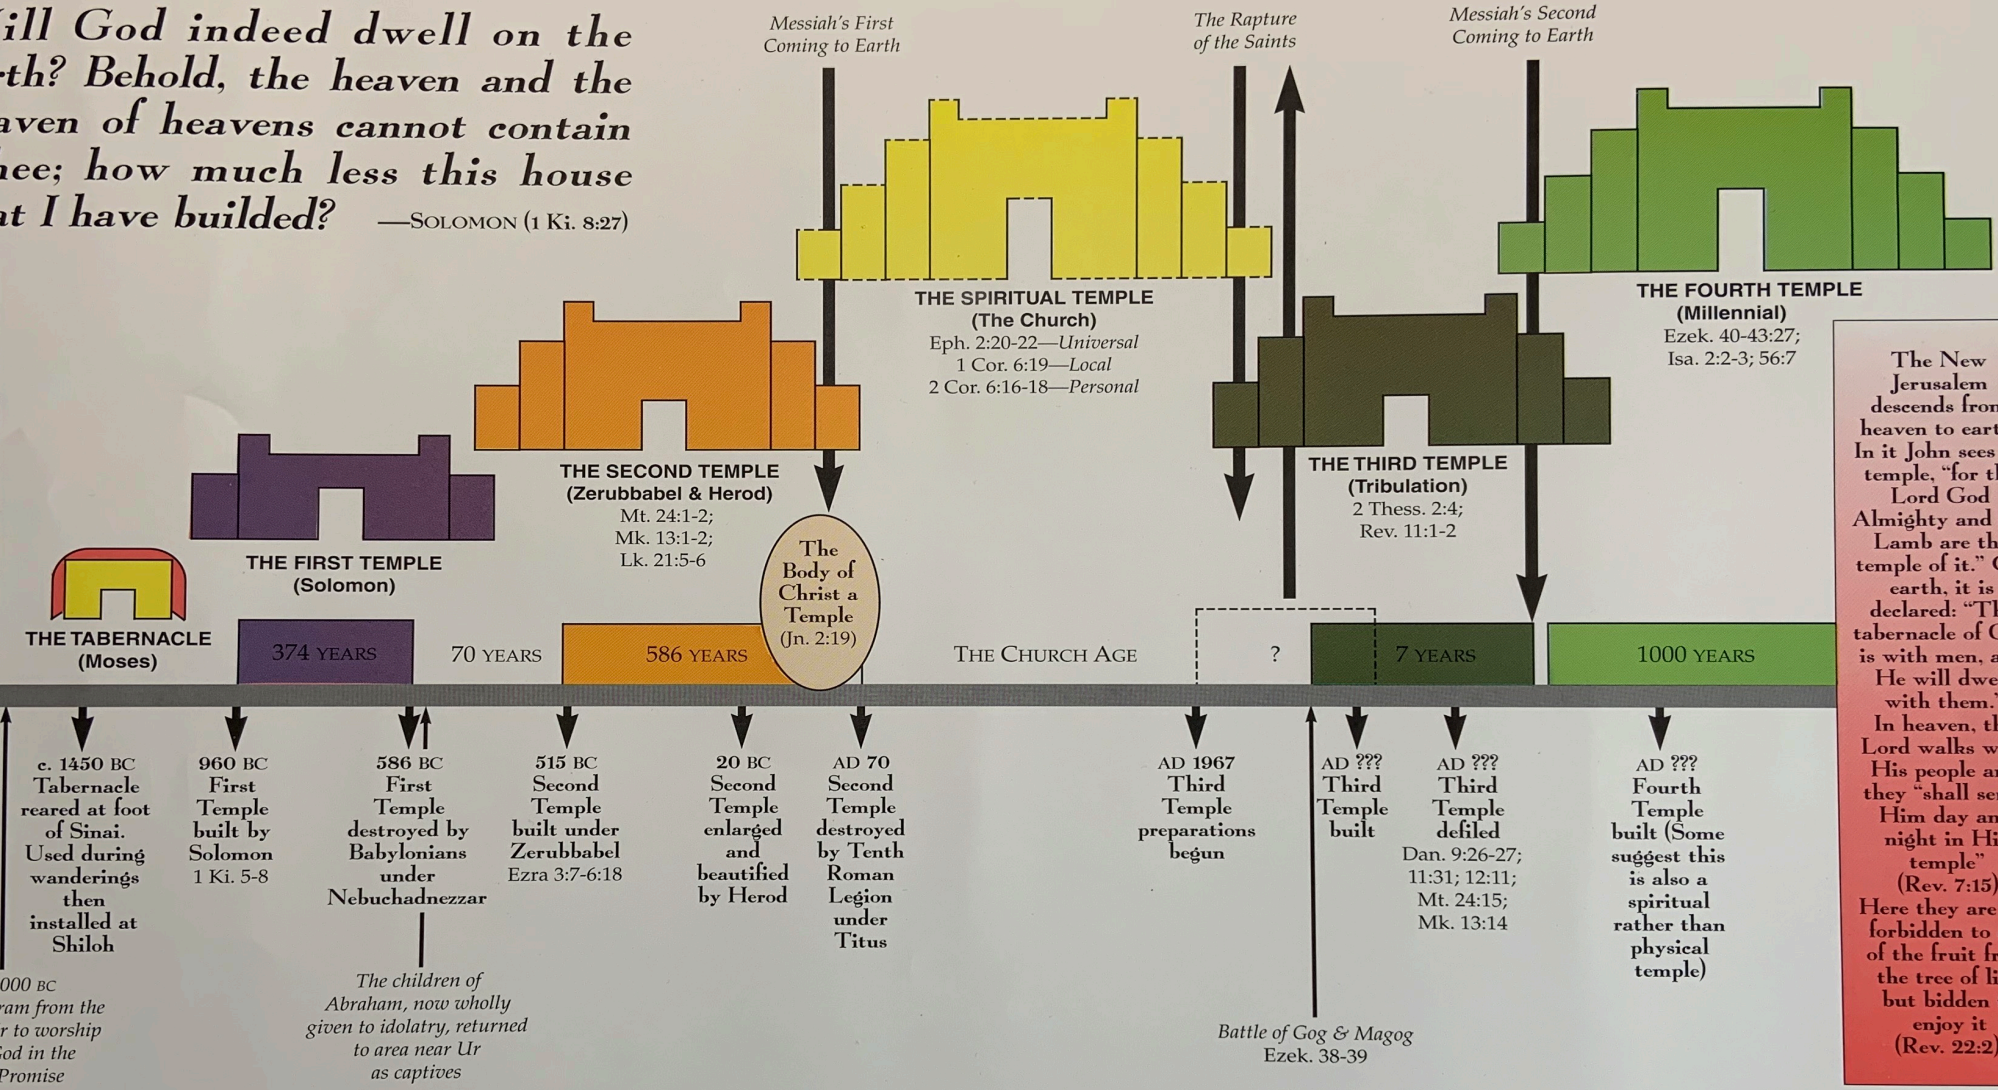 ill God indeed dwell on the
rth? Behold, the heaven and the
aven of heavens cannot contain
hee; how much less this house
at I have builded? —SOLOMON (1 Ki. 8:27)
Messiah's First
Coming to Earth
The Rapture
of the Saints
Messiah's Second
Coming to Earth
THE TABERNACLE
(Moses)
THE FIRST TEMPLE
(Solomon)
THE SECOND TEMPLE
(Zerubbabel & Herod)
Mt. 24:1-2;
Mk. 13:1-2;
Lk. 21:5-6
The
Body of
Christ a
Temple
(Jn. 2:19)
THE SPIRITUAL TEMPLE
(The Church)
Eph. 2:20-22—Universal
1 Cor. 6:19—Local
2 Cor. 6:16-18—Personal
THE THIRD TEMPLE
(Tribulation)
2 Thess. 2:4;
Rev. 11:1-2
THE FOURTH TEMPLE
(Millennial)
Ezek. 40-43:27;
Isa. 2:2-3; 56:7
374 YEARS
70 YEARS
586 YEARS
THE CHURCH AGE
?
7 YEARS
1000 YEARS
c. 1450 BC
Tabernacle
reared at foot
of Sinai.
Used during
wanderings
then
installed at
Shiloh
960 BC
First
Temple
built by
Solomon
1 Ki. 5-8
586 BC
First
Temple
destroyed by
Babylonians
under
Nebuchadnezzar
515 BC
Second
Temple
built under
Zerubbabel
Ezra 3:7-6:18
20 BC
Second
Temple
enlarged
and
beautified
by Herod
AD 70
Second
Temple
destroyed
by Tenth
Roman
Legion
under
Titus
AD 1967
Third
Temple
preparations
begun
AD ???
Third
Temple
built
AD ???
Third
Temple
defiled
Dan. 9:26-27;
11:31; 12:11;
Mt. 24:15;
Mk. 13:14
AD ???
Fourth
Temple
built (Some
suggest this
is also a
spiritual
rather than
physical
temple)
000 BC
ram from the
r to worship
God in the
Promise
The children of
Abraham, now wholly
given to idolatry, returned
to area near Ur
as captives
Battle of Gog & Magog
Ezek. 38-39
The New
Jerusalem
descends from
heaven to eart
In it John sees
temple, "for th
Lord God
Almighty and
Lamb are th
temple of it."
earth, it is
declared: "Th
tabernacle of G
is with men, a
He will dwe
with them."
In heaven, th
Lord walks w
His people an
they "shall se
Him day an
night in Hi
temple"
(Rev. 7:15)
Here they are
forbidden to
of the fruit fr
the tree of li
but bidden
enjoy it
(Rev. 22:2)